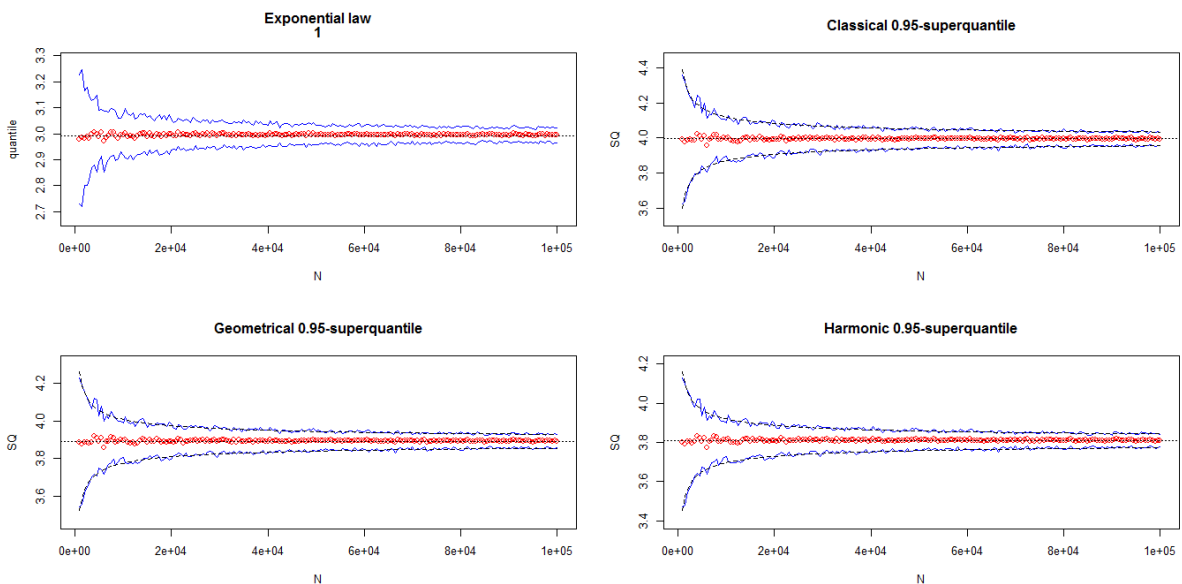 Exponential law
1
3.3
3.2
3.1
3.0
2.9
2.8
2.7
quantile
0e+00 2e+04 4e+04 6e+04 8e+04 1e+05
N
Classical 0.95-superquantile
4.4
4.2
4.0
3.8
3.6
SQ
0e+00 2e+04 4e+04 6e+04 8e+04 1e+05
N
Geometrical 0.95-superquantile
4.2
4.0
3.8
3.6
SQ
0e+00 2e+04 4e+04 6e+04 8e+04 1e+05
N
Harmonic 0.95-superquantile
4.2
4.0
3.8
3.6
3.4
SQ
0e+00 2e+04 4e+04 6e+04 8e+04 1e+05
N